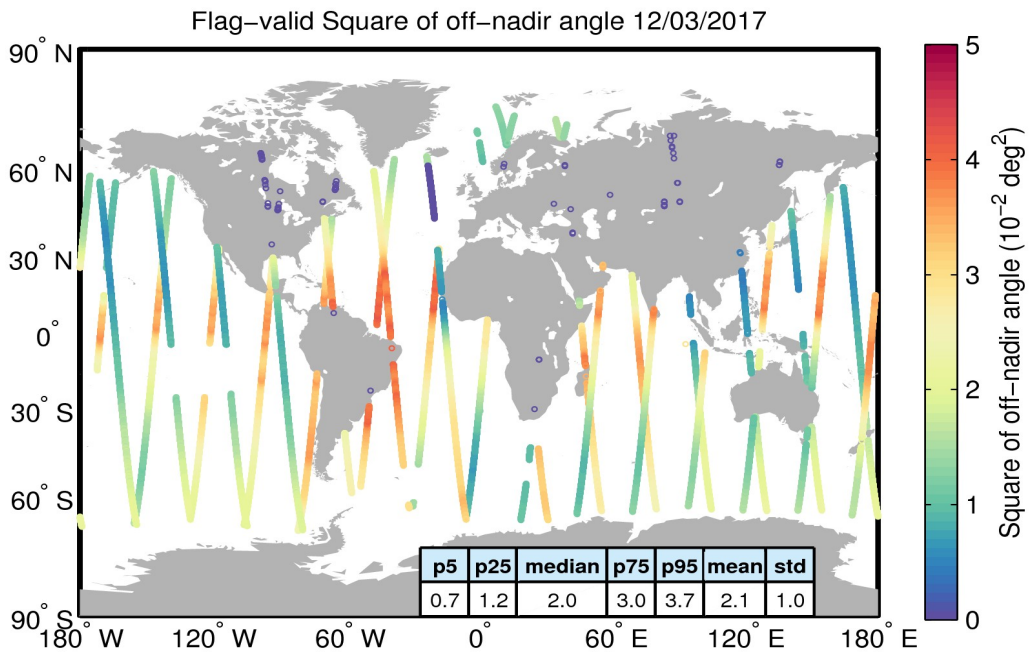 Flag-valid Square of off-nadir angle 12/03/2017
90° N
60° N
30° N
0°
30° S
60° S
90° S
180° W
120° W
60° W
0°
60° E
120° E
180° E
p5 p25 median p75 p95 mean std
0.7 1.2 2.0 3.0 3.7 2.1 1.0
5
4
3
2
1
0
Square of off-nadir angle (10⁻² deg²)